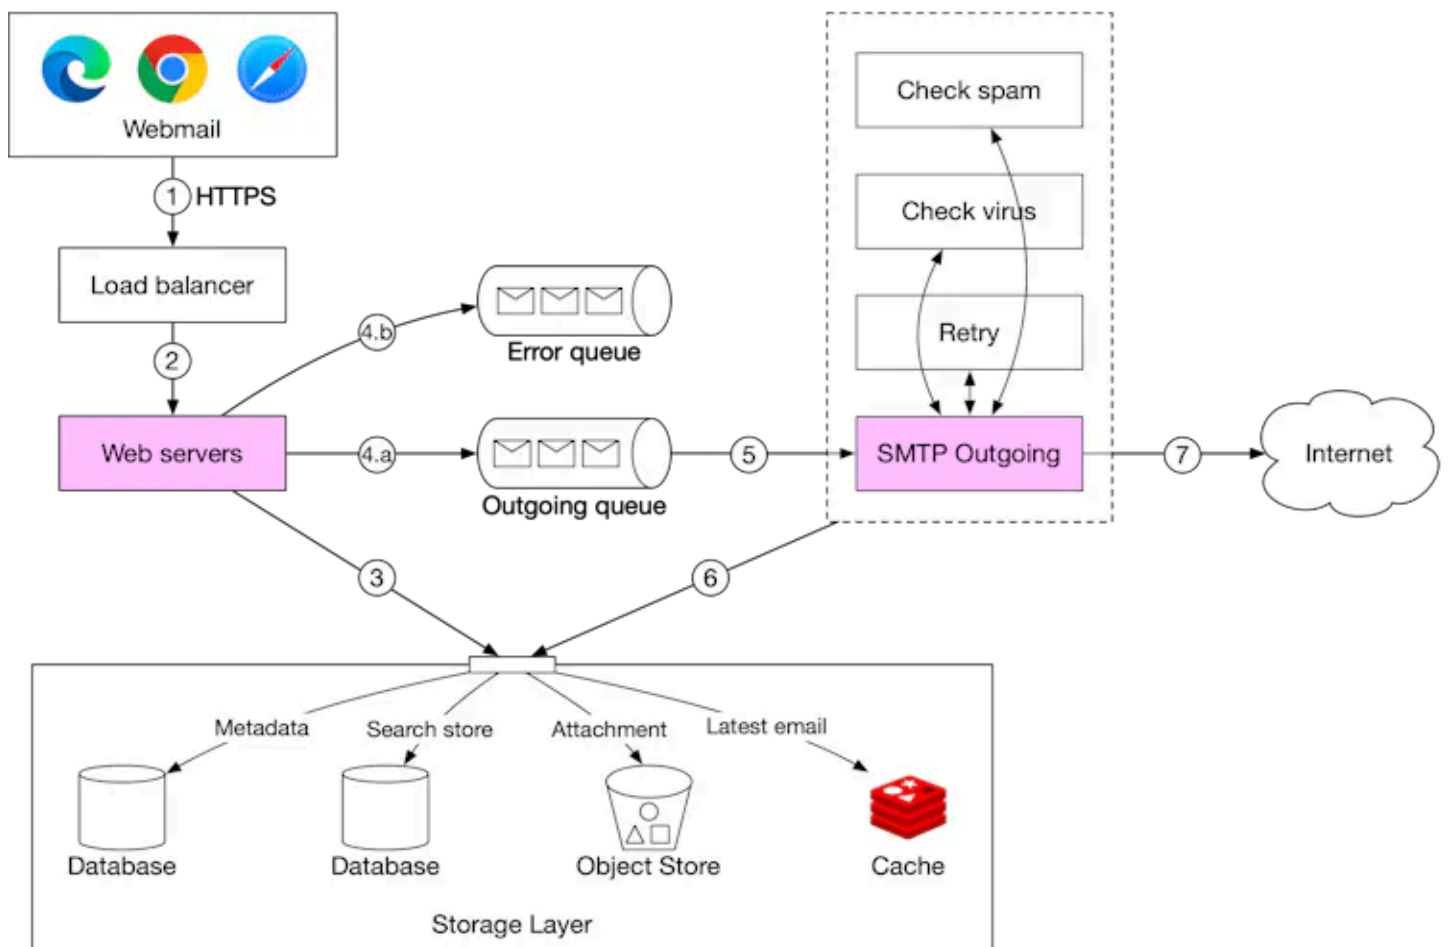 Webmail
1 HTTPS
Load balancer
2
Web servers
4.b
Error queue
4.a
Outgoing queue
5
Check spam
Check virus
Retry
SMTP Outgoing
7
Internet
3
6
Metadata
Search store
Attachment
Latest email
Database
Database
Object Store
Cache
Storage Layer